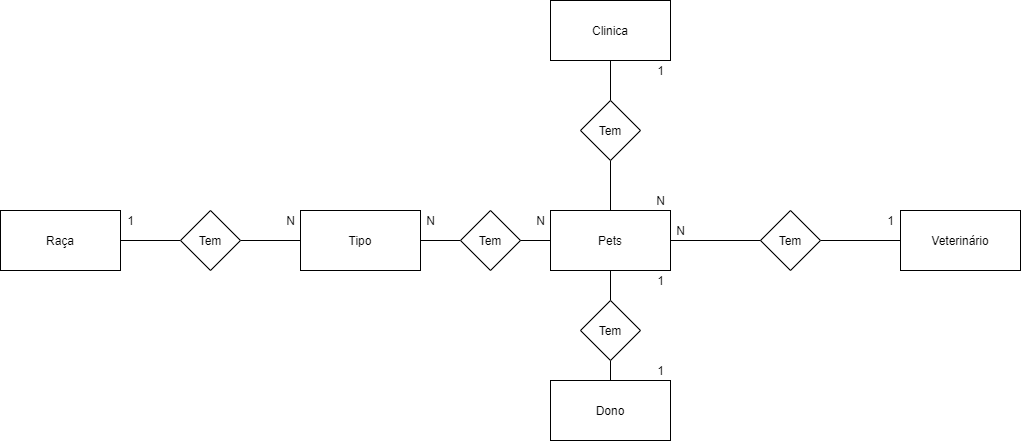 Clinica
1
Tem
N
Raça
1
Tem
N
Tipo
N
Tem
N
Pets
N
Tem
1
Veterinário
1
Tem
1
Dono